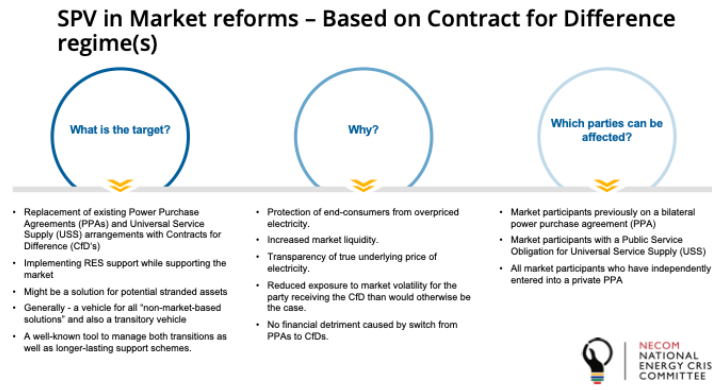 SPV in Market reforms – Based on Contract for Difference
regime(s)
What is the target?
Why?
Which parties can be
affected?
• Replacement of existing Power Purchase
Agreements (PPAs) and Universal Service
Supply (USS) arrangements with Contracts for
Difference (CfD's)
• Implementing RES support while supporting the
market
• Might be a solution for potential stranded assets
• Generally - a vehicle for all "non-market-based
solutions" and also a transitory vehicle
• A well-known tool to manage both transitions as
well as longer-lasting support schemes.
• Protection of end-consumers from overpriced
electricity.
• Increased market liquidity.
• Transparency of true underlying price of
electricity.
• Reduced exposure to market volatility for the
party receiving the CfD than would otherwise be
the case.
• No financial detriment caused by switch from
PPAs to CfDs.
• Market participants previously on a bilateral
power purchase agreement (PPA)
• Market participants with a Public Service
Obligation for Universal Service Supply (USS)
• All market participants who have independently
entered into a private PPA
NECOM
NATIONAL
ENERGY CRIS
COMMITTEE